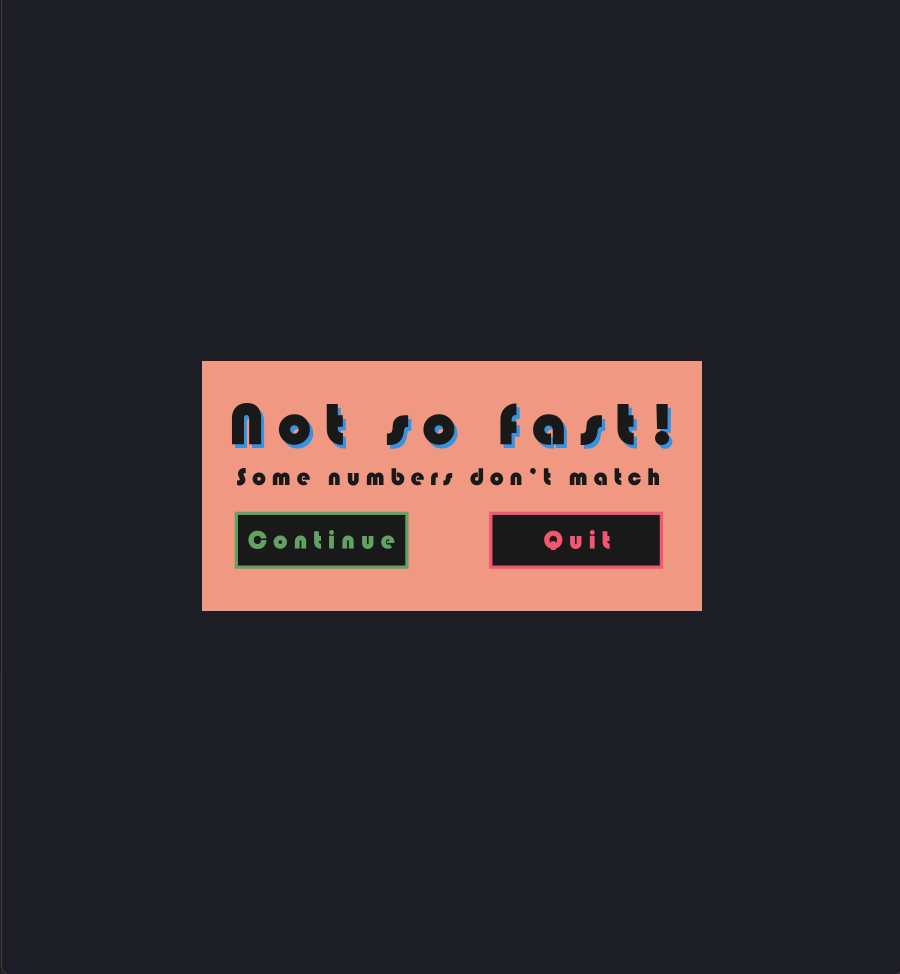 Not so fast!
Some numbers don't match
Continue
Quit